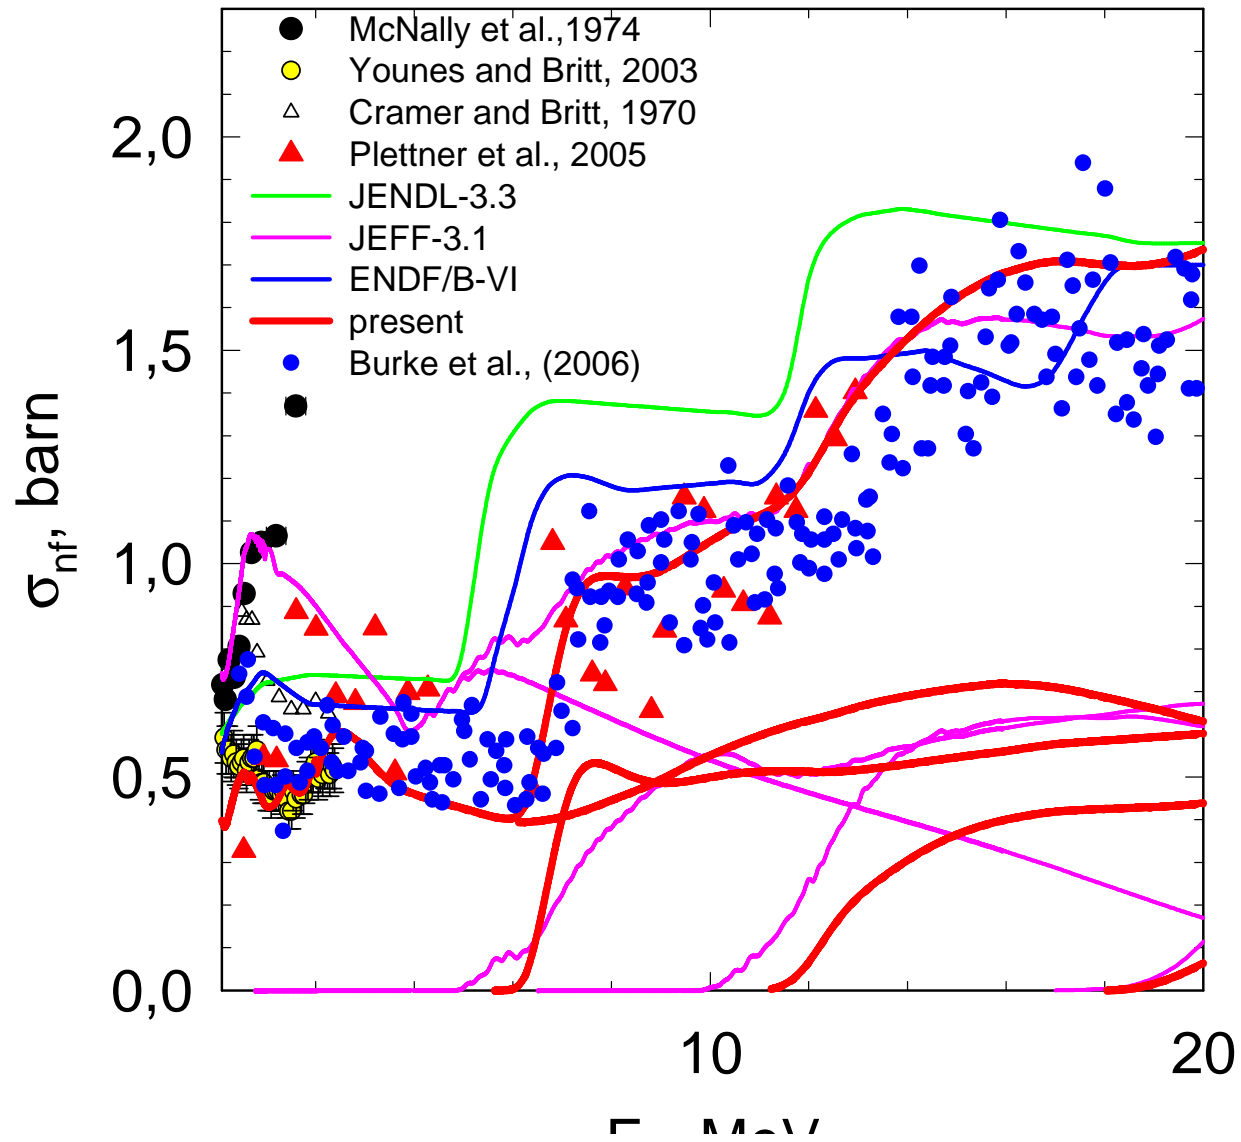 McNally et al.,1974
Younes and Britt, 2003
Cramer and Britt, 1970
Plettner et al., 2005
JENDL-3.3
JEFF-3.1
ENDF/B-VI
present
Burke et al., (2006)
σnf, barn
2,0
1,5
1,0
0,5
0,0
10
20
MeV